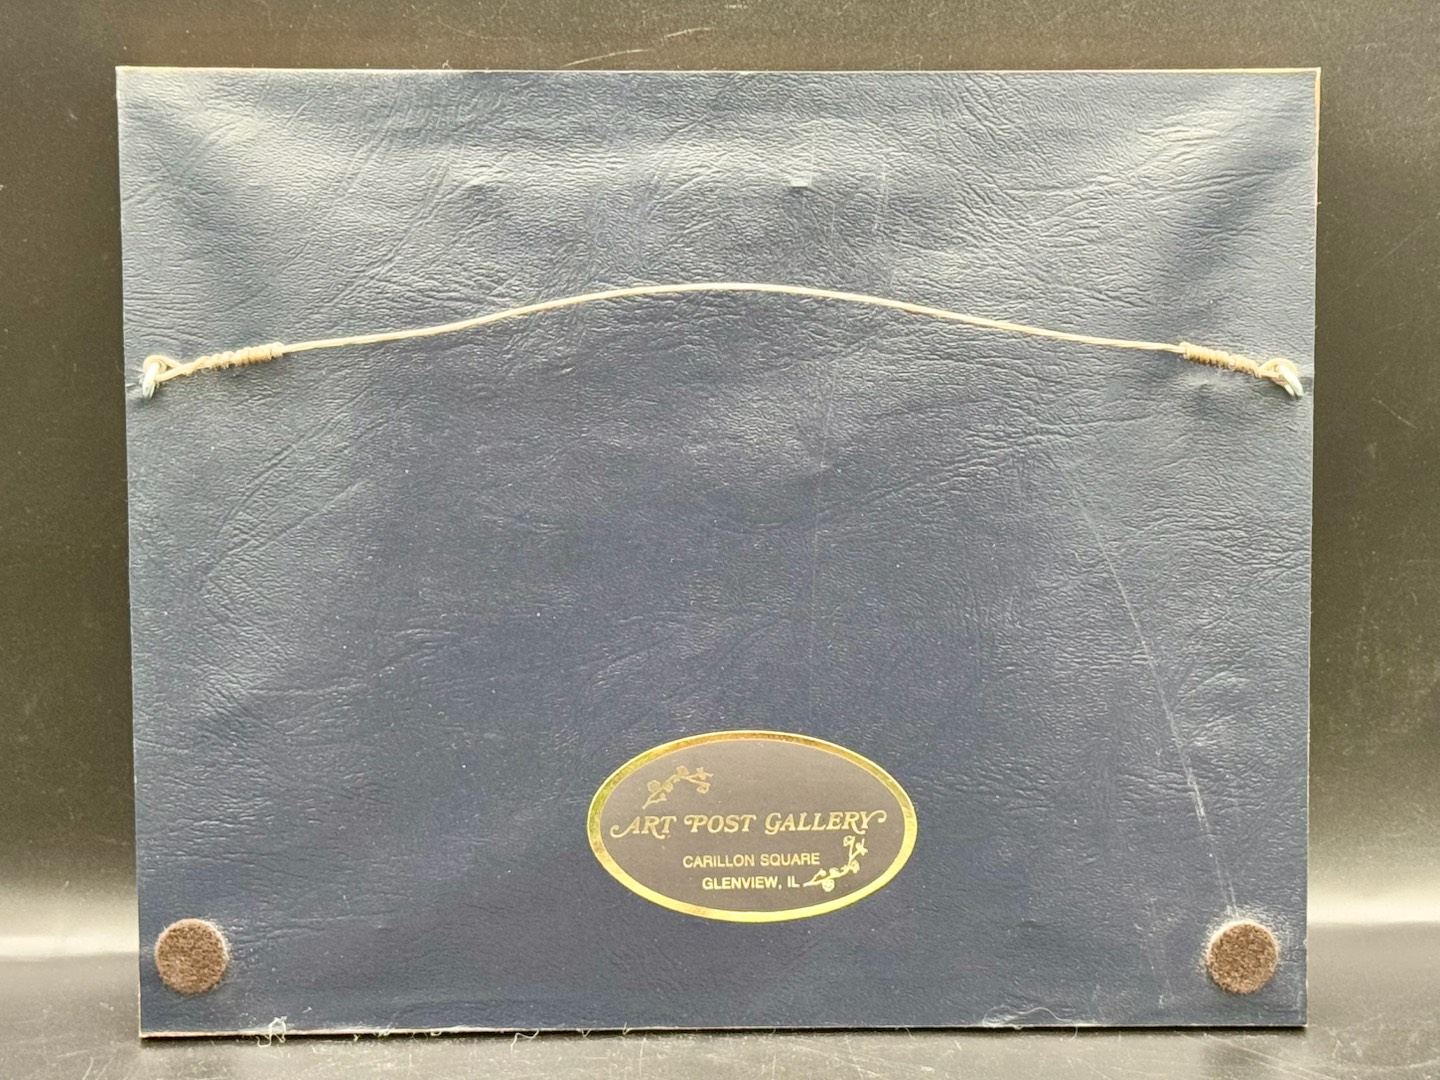 ART POST GALLERY
CARILLON SQUARE
GLENVIEW, IL